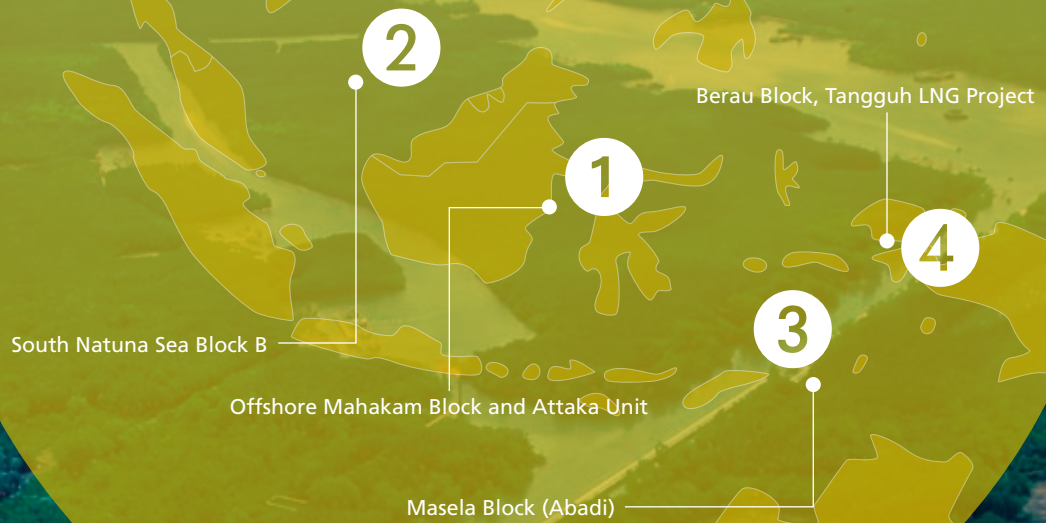 2
Berau Block, Tangguh LNG Project
1
4
3
South Natuna Sea Block B
Offshore Mahakam Block and Attaka Unit
Masela Block (Abadi)